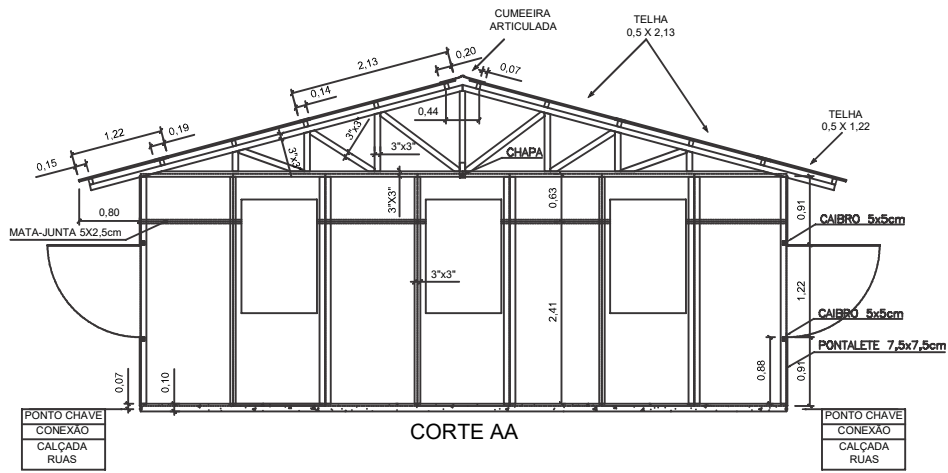 CUMEEIRA
ARTICULADA
TELHA
0,5 X 2,13
2,13
0,20
0,07
0,14
0,44
TELHA
0,5 X 1,22
1,22
0,19
0,15
3"x3"
3"x3"
3"x3"
CHAPA
3"X3"
0,63
0,91
0,80
MATA-JUNTA 5X2,5cm
CAIBRO 5x5cm
3"x3"
2,41
1,22
CAIBRO 5x5cm
PONTALETE 7,5x7,5cm
0,88
0,91
0,07
0,10
CORTE AA
PONTO CHAVE
CONEXÃO
CALÇADA
RUAS
PONTO CHAVE
CONEXÃO
CALÇADA
RUAS